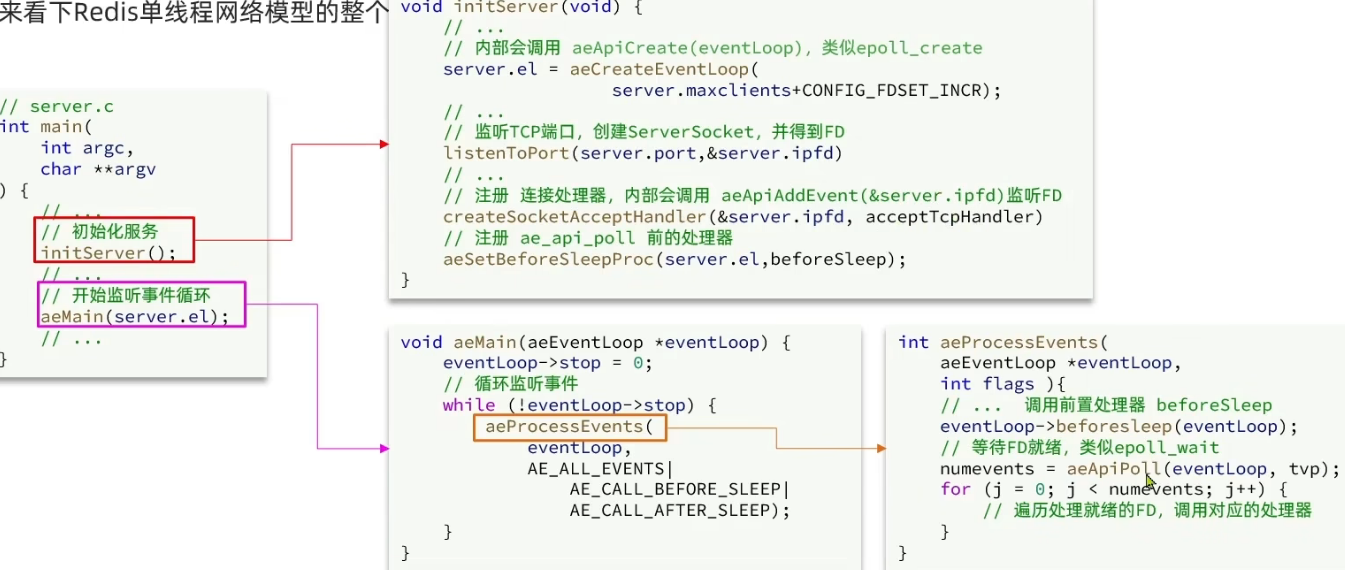 来看下Redis单线程网络模型的整个
// server.c
int main(
int argc,
char **argv
) {
// ...
// 初始化服务
initServer();
// ...
// 开始监听事件循环
aeMain(server.el);
// ...
}
void initServer(void) {
// ...
// 内部会调用 aeApiCreate(eventLoop)，类似epoll_create
server.el = aeCreateEventLoop(
server.maxclients+CONFIG_FDSET_INCR);
// ...
// 监听TCP端口，创建ServerSocket，并得到FD
listenToPort(server.port,&server.ipfd)
// ...
// 注册 连接处理器，内部会调用 aeApiAddEvent(&server.ipfd)监听FD
createSocketAcceptHandler(&server.ipfd, acceptTcpHandler)
// 注册 ae_api_poll 前的处理器
aeSetBeforeSleepProc(server.el,beforeSleep);
}
void aeMain(aeEventLoop *eventLoop) {
eventLoop->stop = 0;
// 循环监听事件
while (!eventLoop->stop) {
aeProcessEvents(
eventLoop,
AE_ALL_EVENTS|
AE_CALL_BEFORE_SLEEP|
AE_CALL_AFTER_SLEEP);
}
}
int aeProcessEvents(
aeEventLoop *eventLoop,
int flags ){
// ... 调用前置处理器 beforeSleep
eventLoop->beforesleep(eventLoop);
// 等待FD就绪，类似epoll_wait
numevents = aeApiPoll(eventLoop, tvp);
for (j = 0; j < numevents; j++) {
// 遍历处理就绪的FD，调用对应的处理器
}
}